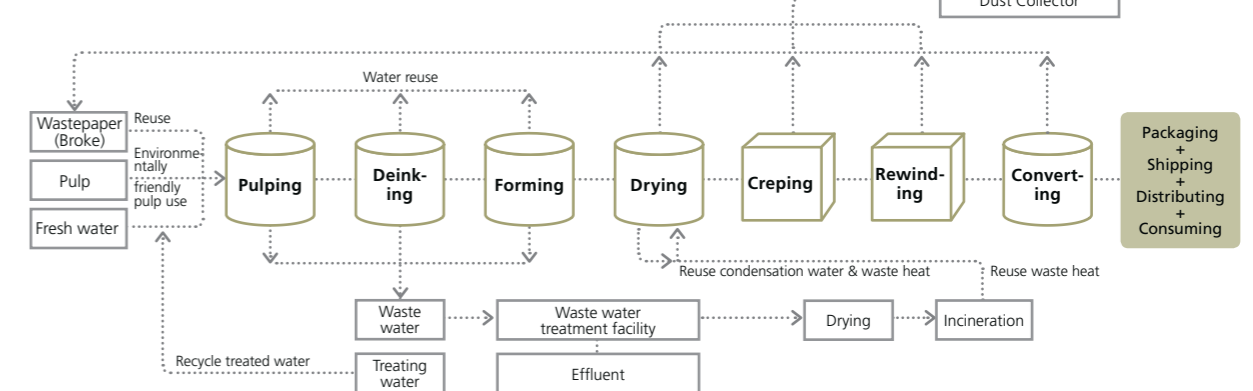 Dust Collector
Water reuse
Wastepaper
(Broke)
Reuse
Pulp
Environme-
ntally
friendly
pulp use
Fresh water
Pulping
Deink-
ing
Forming
Drying
Creping
Rewind-
ing
Convert-
ing
Packaging
+
Shipping
+
Distributing
+
Consuming
Reuse condensation water & waste heat
Reuse waste heat
Waste
water
Waste water
treatment facility
Drying
Incineration
Recycle treated water
Treating
water
Effluent